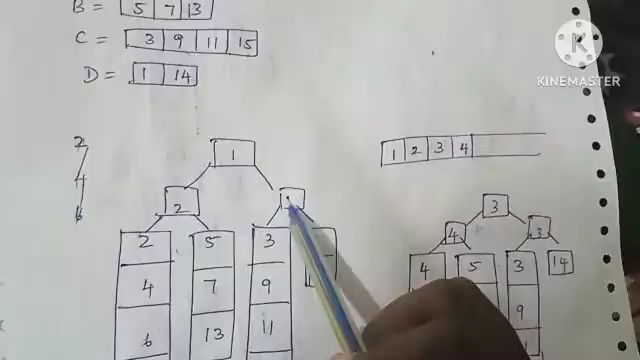 B = 5 7 13
C = 3 9 11 15
D = 1 14
K
KINEMASTER
2
4
6
1
2
2 5 3
4 7 9
6 13 11
1 2 3 4
3
4 3
4 5 3 14
9